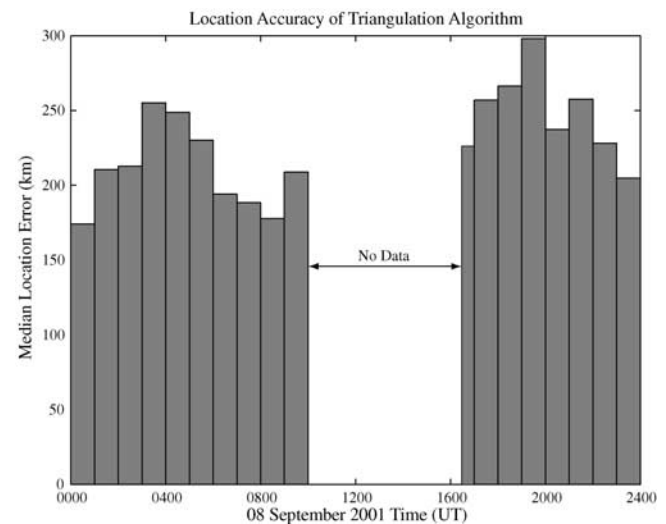 Location Accuracy of Triangulation Algorithm
300
250
200
150
100
50
0
Median Location Error (km)
No Data
0000 0400 0800 1200 1600 2000 2400
08 September 2001 Time (UT)